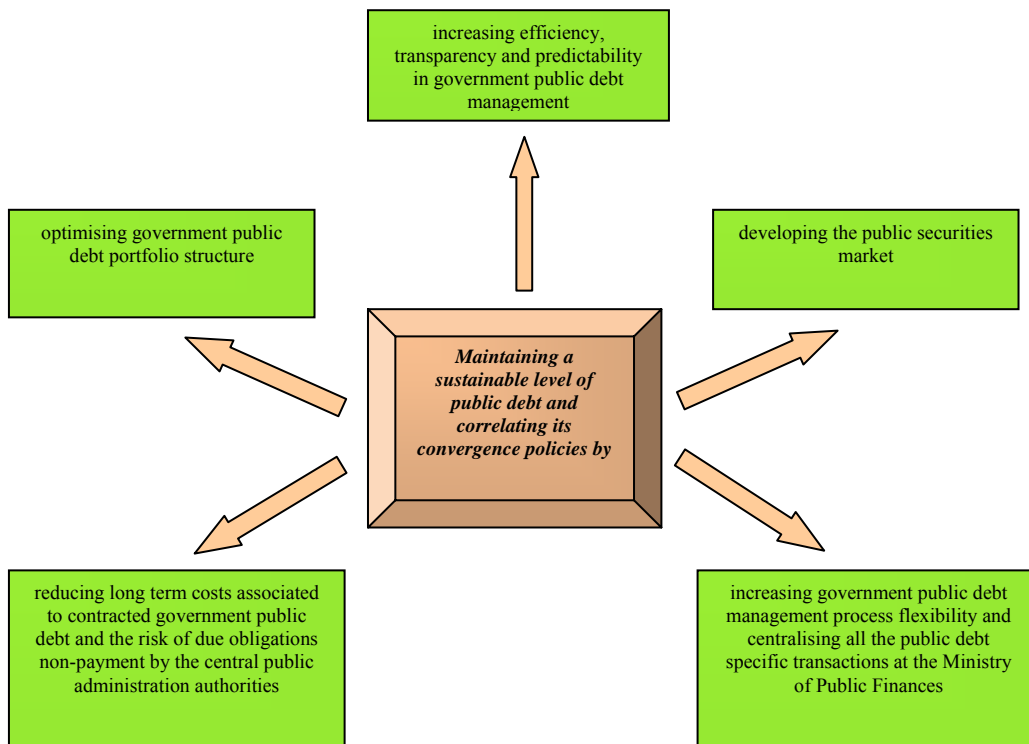 increasing efficiency,
transparency and predictability
in government public debt
management
optimising government public
debt portfolio structure
developing the public securities
market
Maintaining a
sustainable level of
public debt and
correlating its
convergence policies by
reducing long term costs associated
to contracted government public
debt and the risk of due obligations
non-payment by the central public
administration authorities
increasing government public debt
management process flexibility and
centralising all the public debt
specific transactions at the Ministry
of Public Finances